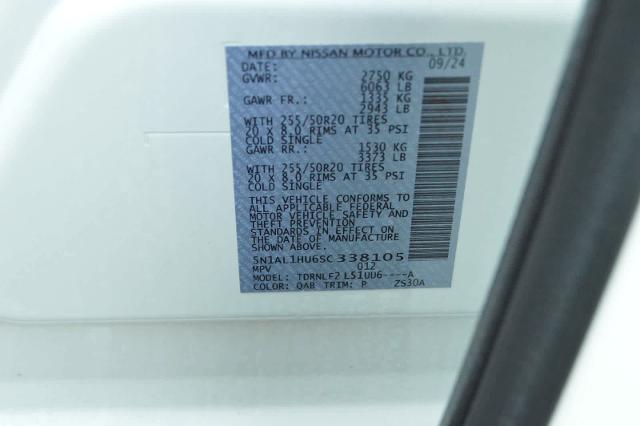 MFD BY NISSAN MOTOR CO., LTD.
DATE: 09/24
GVWR: 2750 KG
6063 LB
GAWR FR.: 1335 KG
2943 LB
WITH 255/50R20 TIRES
20 x 8.0 RIMS AT 35 PSI
COLD SINGLE
GAWR RR.: 1530 KG
3373 LB
WITH 255/50R20 TIRES
20 x 8.0 RIMS AT 35 PSI
COLD SINGLE
THIS VEHICLE CONFORMS TO
ALL APPLICABLE FEDERAL
MOTOR VEHICLE SAFETY AND
AND THEFT PREVENTION
STANDARDS IN EFFECT ON
THE DATE OF MANUFACTURE
SHOWN ABOVE.
5N1AL1HU6SC338105
MPV 012
MODEL: TDRNLF2 L51UU6----A
COLOR: QAB TRIM: P ZS30A